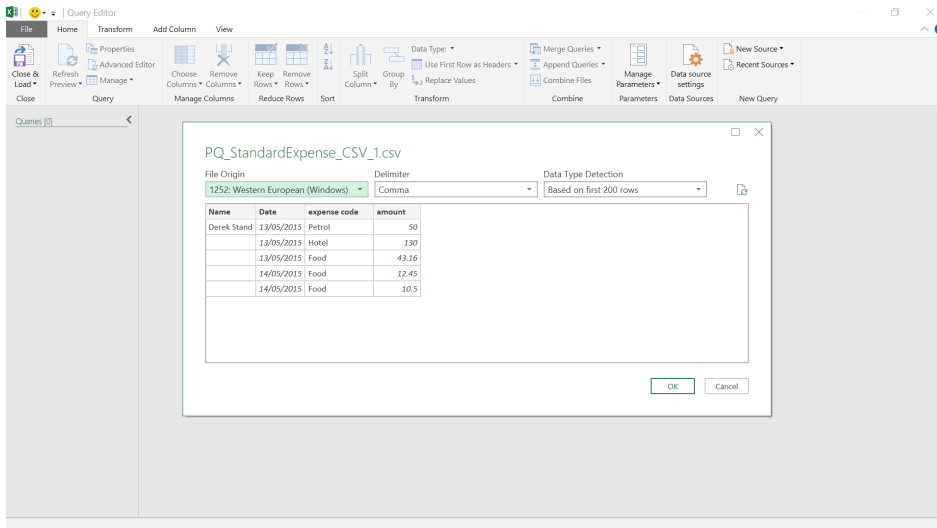 Query Editor
File Home Transform Add Column View
Close & Load
Refresh Preview
Properties
Advanced Editor
Manage
Choose Columns
Remove Columns
Keep Rows
Remove Rows
Split Column
Group By
Data Type:
Use First Row as Headers
Replace Values
Merge Queries
Append Queries
Combine Files
Manage Parameters
Data source settings
New Source
Recent Sources
Close Query Manage Columns Reduce Rows Sort Transform Combine Parameters Data Sources New Query
Queries [0]
PQ_StandardExpense_CSV_1.csv
File Origin Delimiter Data Type Detection
1252: Western European (Windows) Comma Based on first 200 rows
Name Date expense code amount
Derek Stand 13/05/2015 Petrol 50
13/05/2015 Hotel 130
13/05/2015 Food 43.16
14/05/2015 Food 12.45
14/05/2015 Food 10.5
OK Cancel